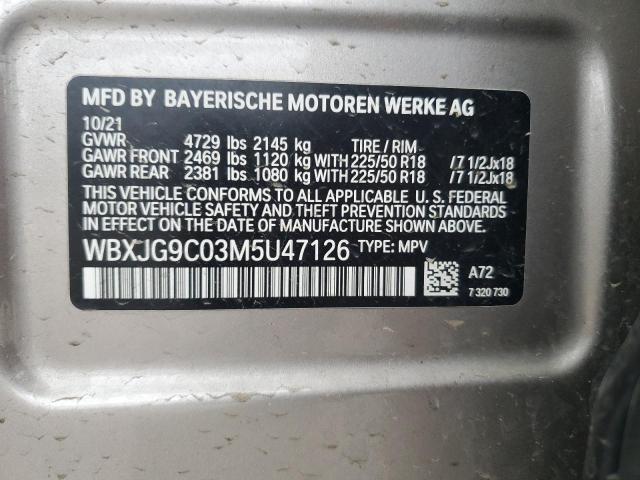 MFD BY BAYERISCHE MOTOREN WERKE AG
10/21
GVWR 4729 lbs 2145 kg TIRE / RIM
GAWR FRONT 2469 lbs 1120 kg WITH 225/50 R18 /7 1/2Jx18
GAWR REAR 2381 lbs 1080 kg WITH 225/50 R18 /7 1/2Jx18
THIS VEHICLE CONFORMS TO ALL APPLICABLE U. S. FEDERAL
MOTOR VEHICLE SAFETY AND THEFT PREVENTION STANDARDS
IN EFFECT ON THE DATE OF MANUFACTURE SHOWN ABOVE.
WBXJG9C03M5U47126 TYPE: MPV
A72
7 320 730